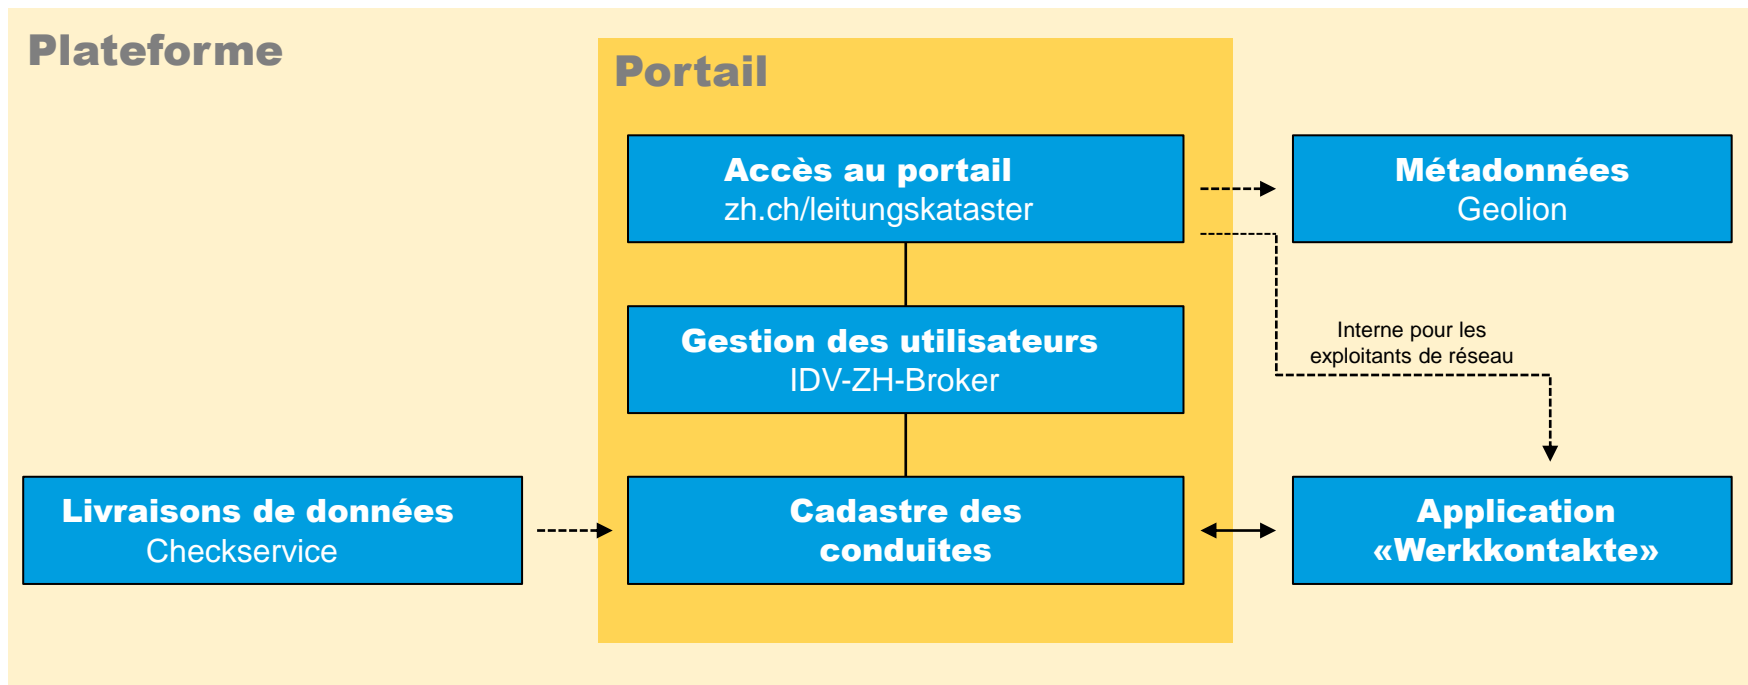 Plateforme
Portail
Accès au portail
zh.ch/leitungskataster
Métadonnées
Geolion
Gestion des utilisateurs
IDV-ZH-Broker
Interne pour les
exploitants de réseau
Livraisons de données
Checkservice
Cadastre des
conduites
Application
«Werkkontakte»